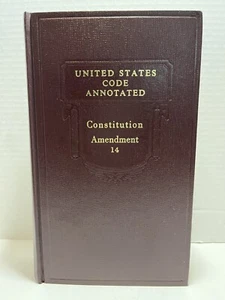 UNITED STATES
CODE
ANNOTATED
Constitution
Amendment
14